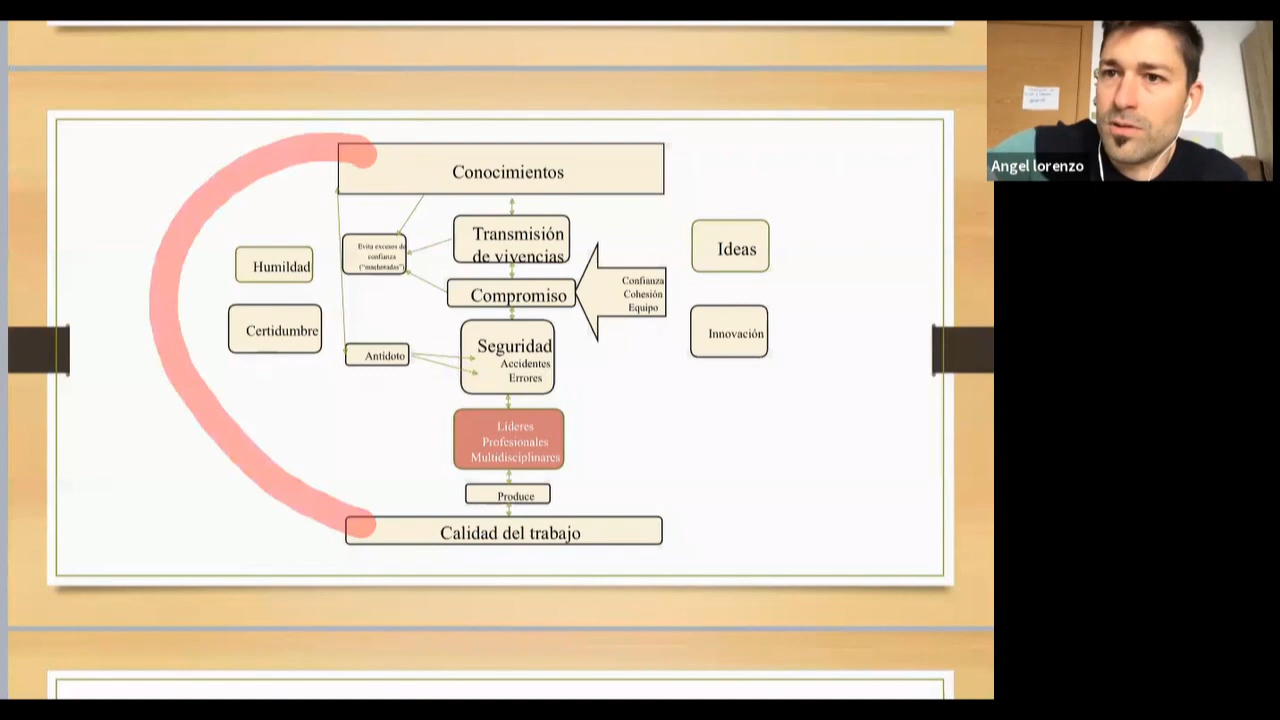 Conocimientos
Transmisión
de vivencias
Evita excesos de
confianza
("machotadas")
Humildad
Compromiso
Confianza
Cohesión
Equipo
Ideas
Certidumbre
Antídoto
Seguridad
Accidentes
Errores
Innovación
Líderes
Profesionales
Multidisciplinares
Produce
Calidad del trabajo
Angel lorenzo